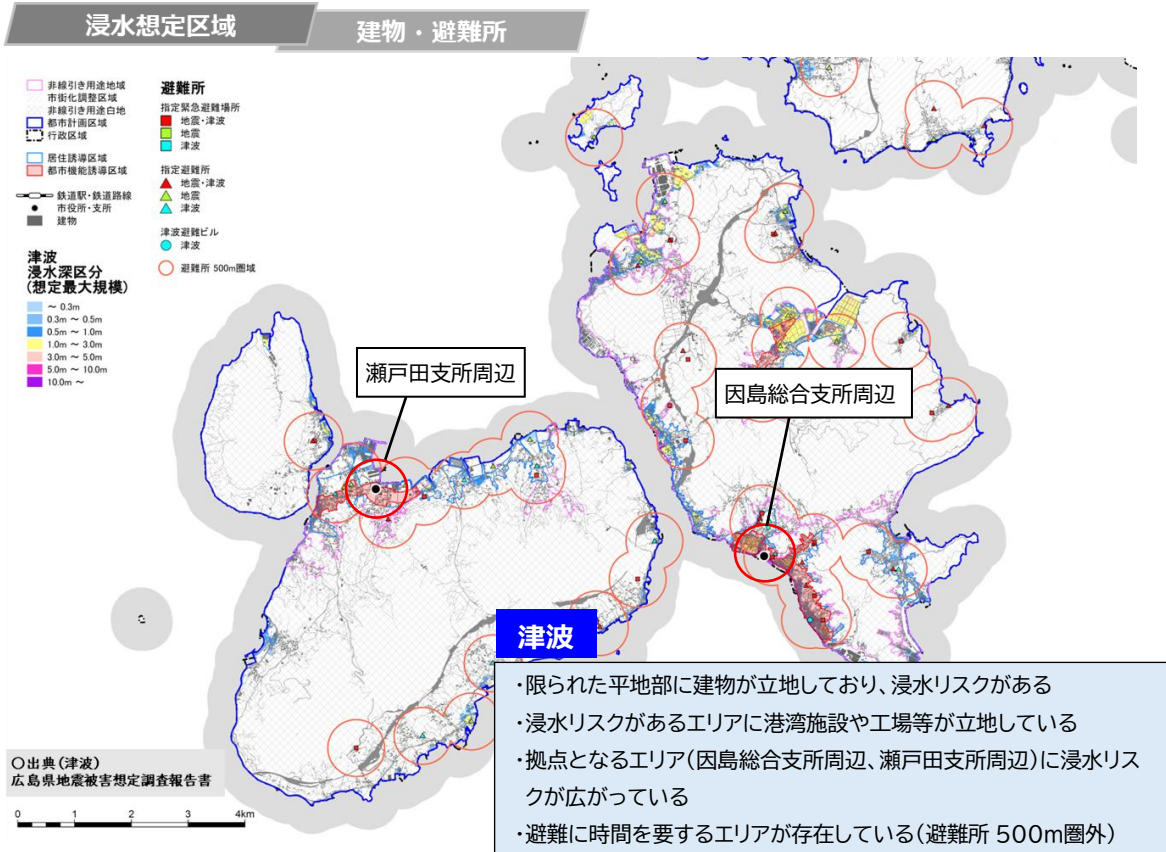 浸水想定区域
建物・避難所
非線引き用途地域
市街化調整区域
非線引き用途白地
都市計画区域
行政区域
居住誘導区域
都市機能誘導区域
鉄道駅・鉄道路線
市役所・支所
建物
津波
浸水深区分
(想定最大規模)
～ 0.3m
0.3m ～ 0.5m
0.5m ～ 1.0m
1.0m ～ 3.0m
3.0m ～ 5.0m
5.0m ～ 10.0m
10.0m ～
避難所
指定緊急避難場所
地震・津波
地震
津波
指定避難所
地震・津波
地震
津波
津波避難ビル
津波
避難所 500m圏域
瀬戸田支所周辺
因島総合支所周辺
津波
・限られた平地部に建物が立地しており、浸水リスクがある
・浸水リスクがあるエリアに港湾施設や工場等が立地している
・拠点となるエリア(因島総合支所周辺、瀬戸田支所周辺)に浸水リス
クが広がっている
・避難に時間を要するエリアが存在している(避難所 500m圏外)
〇出典(津波)
広島県地震被害想定調査報告書
0 1 2 4km